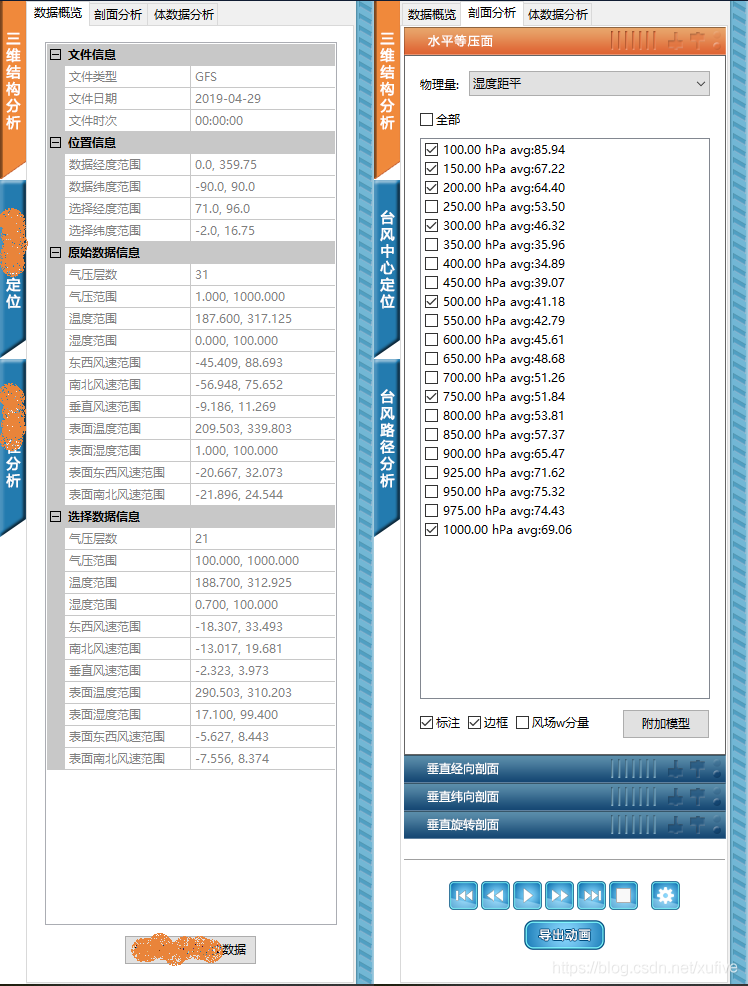 数据概览 剖面分析 体数据分析
三维结构分析
定位
径分析
文件信息
文件类型 GFS
文件日期 2019-04-29
文件时次 00:00:00
位置信息
数据经度范围 0.0, 359.75
数据纬度范围 -90.0, 90.0
选择经度范围 71.0, 96.0
选择纬度范围 -2.0, 16.75
原始数据信息
气压层数 31
气压范围 1.000, 1000.000
温度范围 187.600, 317.125
湿度范围 0.000, 100.000
东西风速范围 -45.409, 88.693
南北风速范围 -56.948, 75.652
垂直风速范围 -9.186, 11.269
表面温度范围 209.503, 339.803
表面湿度范围 1.000, 100.000
表面东西风速范围 -20.667, 32.073
表面南北风速范围 -21.896, 24.544
选择数据信息
气压层数 21
气压范围 100.000, 1000.000
温度范围 188.700, 312.925
湿度范围 0.700, 100.000
东西风速范围 -18.307, 33.493
南北风速范围 -13.017, 19.681
垂直风速范围 -2.323, 3.973
表面温度范围 290.503, 310.203
表面湿度范围 17.100, 99.400
表面东西风速范围 -5.627, 8.443
表面南北风速范围 -7.556, 8.374
数据
数据概览 剖面分析 体数据分析
三维结构分析
台风中心定位
台风路径分析
水平等压面
物理量: 湿度距平
全部
100.00 hPa avg:85.94
150.00 hPa avg:67.22
200.00 hPa avg:64.40
250.00 hPa avg:53.50
300.00 hPa avg:46.32
350.00 hPa avg:35.96
400.00 hPa avg:34.89
450.00 hPa avg:39.07
500.00 hPa avg:41.18
550.00 hPa avg:42.79
600.00 hPa avg:45.61
650.00 hPa avg:48.68
700.00 hPa avg:51.26
750.00 hPa avg:51.84
800.00 hPa avg:53.81
850.00 hPa avg:57.37
900.00 hPa avg:65.47
925.00 hPa avg:71.62
950.00 hPa avg:75.32
975.00 hPa avg:74.43
1000.00 hPa avg:69.06
标注 边框 风场w分量 附加模型
垂直经向剖面
垂直纬向剖面
垂直旋转剖面
导出动画
https://blog.csdn.net/xufive